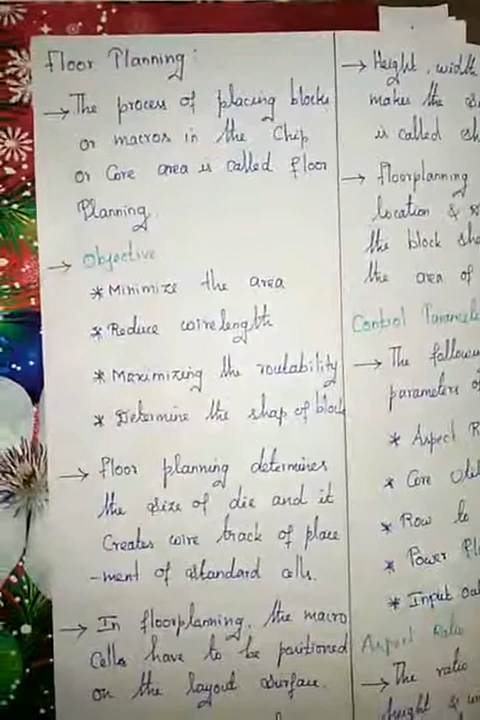 Floor Planning:
→ The process of placing blocks
or macros in the Chip
or Core area is called floor
Planning.
→ Objective
* Minimize the area
* Reduce wirelength
* Maximizing the routability
* Determine the shap of block
→ Floor planning determines
the size of die and it
Creates wire track of place
-ment of standard cells.
→ In floorplanning, the macro
Cells have to be positioned
on the layout surface.
→ Height, width
makes the
is called
→ Floorplanning
location &
the block
the area of
Control
→ The
parameters of
* Aspect R
* Core
* Row to
* Power
* Input
Aspect Ratio
→ The ratio
height &